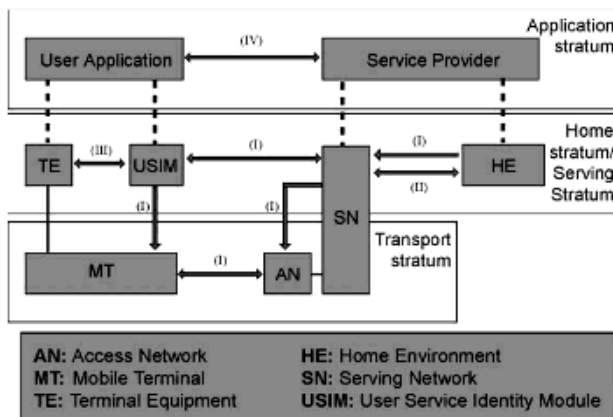 Application
stratum
User Application
(IV)
Service Provider
Home
stratum/
Serving
Stratum
TE
(III)
USIM
(I)
SN
(I)
(II)
HE
(I)
(I)
Transport
stratum
MT
(I)
AN
AN: Access Network
HE: Home Environment
MT: Mobile Terminal
SN: Serving Network
TE: Terminal Equipment
USIM: User Service Identity Module